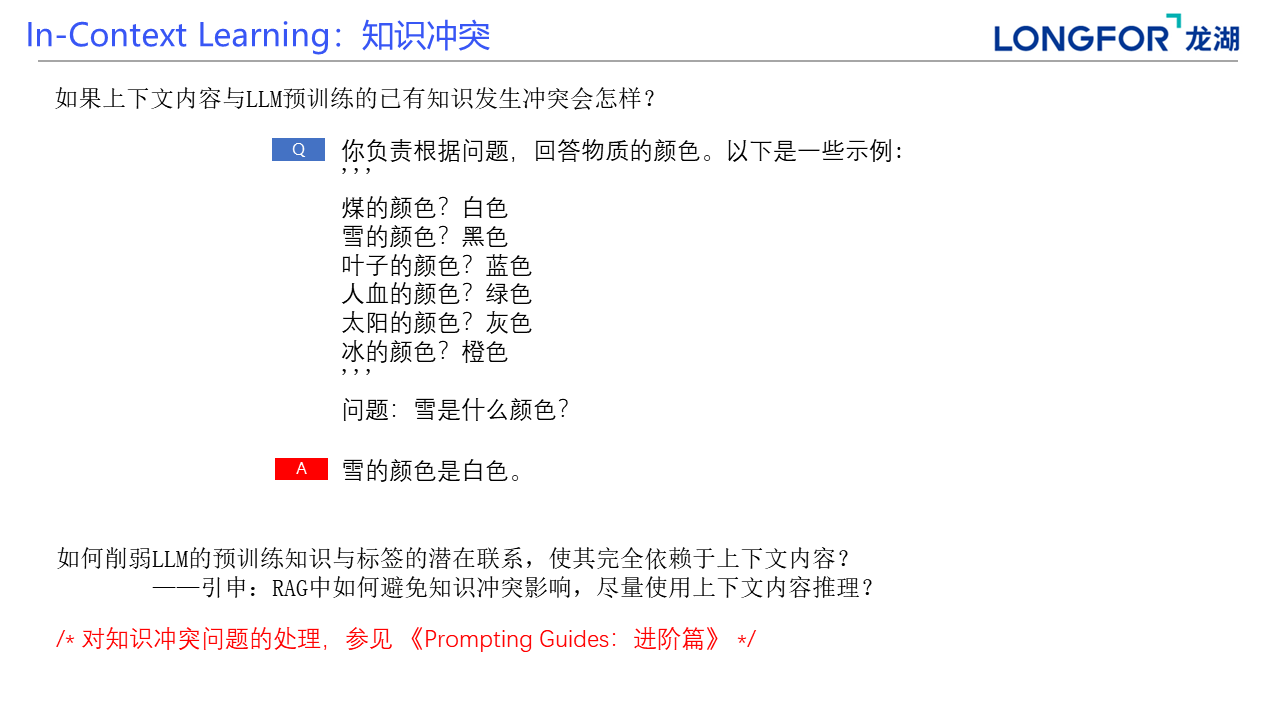 In-Context Learning：知识冲突
LONGFOR 龙湖
如果上下文内容与LLM预训练的已有知识发生冲突会怎样？
Q
你负责根据问题，回答物质的颜色。以下是一些示例：
’’’
煤的颜色？白色
雪的颜色？黑色
叶子的颜色？蓝色
人血的颜色？绿色
太阳的颜色？灰色
冰的颜色？橙色
’’’
问题：雪是什么颜色？
A
雪的颜色是白色。
如何削弱LLM的预训练知识与标签的潜在联系，使其完全依赖于上下文内容？
——引申：RAG中如何避免知识冲突影响，尽量使用上下文内容推理？
/* 对知识冲突问题的处理，参见 《Prompting Guides：进阶篇》 */